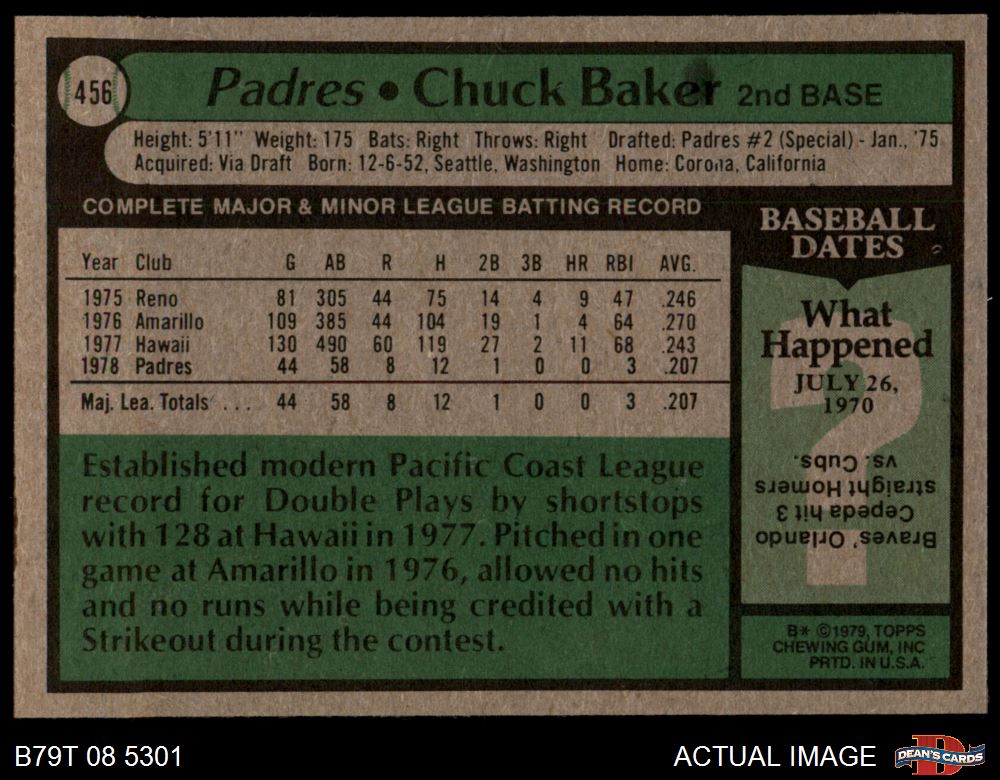 456
Padres • Chuck Baker 2nd BASE
Height: 5'11" Weight: 175 Bats: Right Throws: Right Drafted: Padres #2 (Special) - Jan., '75
Acquired: Via Draft Born: 12-6-52, Seattle, Washington Home: Corona, California
COMPLETE MAJOR & MINOR LEAGUE BATTING RECORD
Year Club G AB R H 2B 3B HR RBI AVG.
1975 Reno 81 305 44 75 14 4 9 47 .246
1976 Amarillo 109 385 44 104 19 1 4 64 .270
1977 Hawaii 130 490 60 119 27 2 11 68 .243
1978 Padres 44 58 8 12 1 0 0 3 .207
Maj. Lea. Totals . . . 44 58 8 12 1 0 0 3 .207
Established modern Pacific Coast League
record for Double Plays by shortstops
with 128 at Hawaii in 1977. Pitched in one
game at Amarillo in 1976, allowed no hits
and no runs while being credited with a
Strikeout during the contest.
BASEBALL
DATES
What
Happened
JULY 26,
1970
?
Braves' Orlando
Cepeda hit 3
straight Homers
vs. Cubs.
B* ©1979, TOPPS
CHEWING GUM, INC
PRTD. IN U.S.A.
B79T 08 5301
ACTUAL IMAGE
D
DEAN'S CARDS